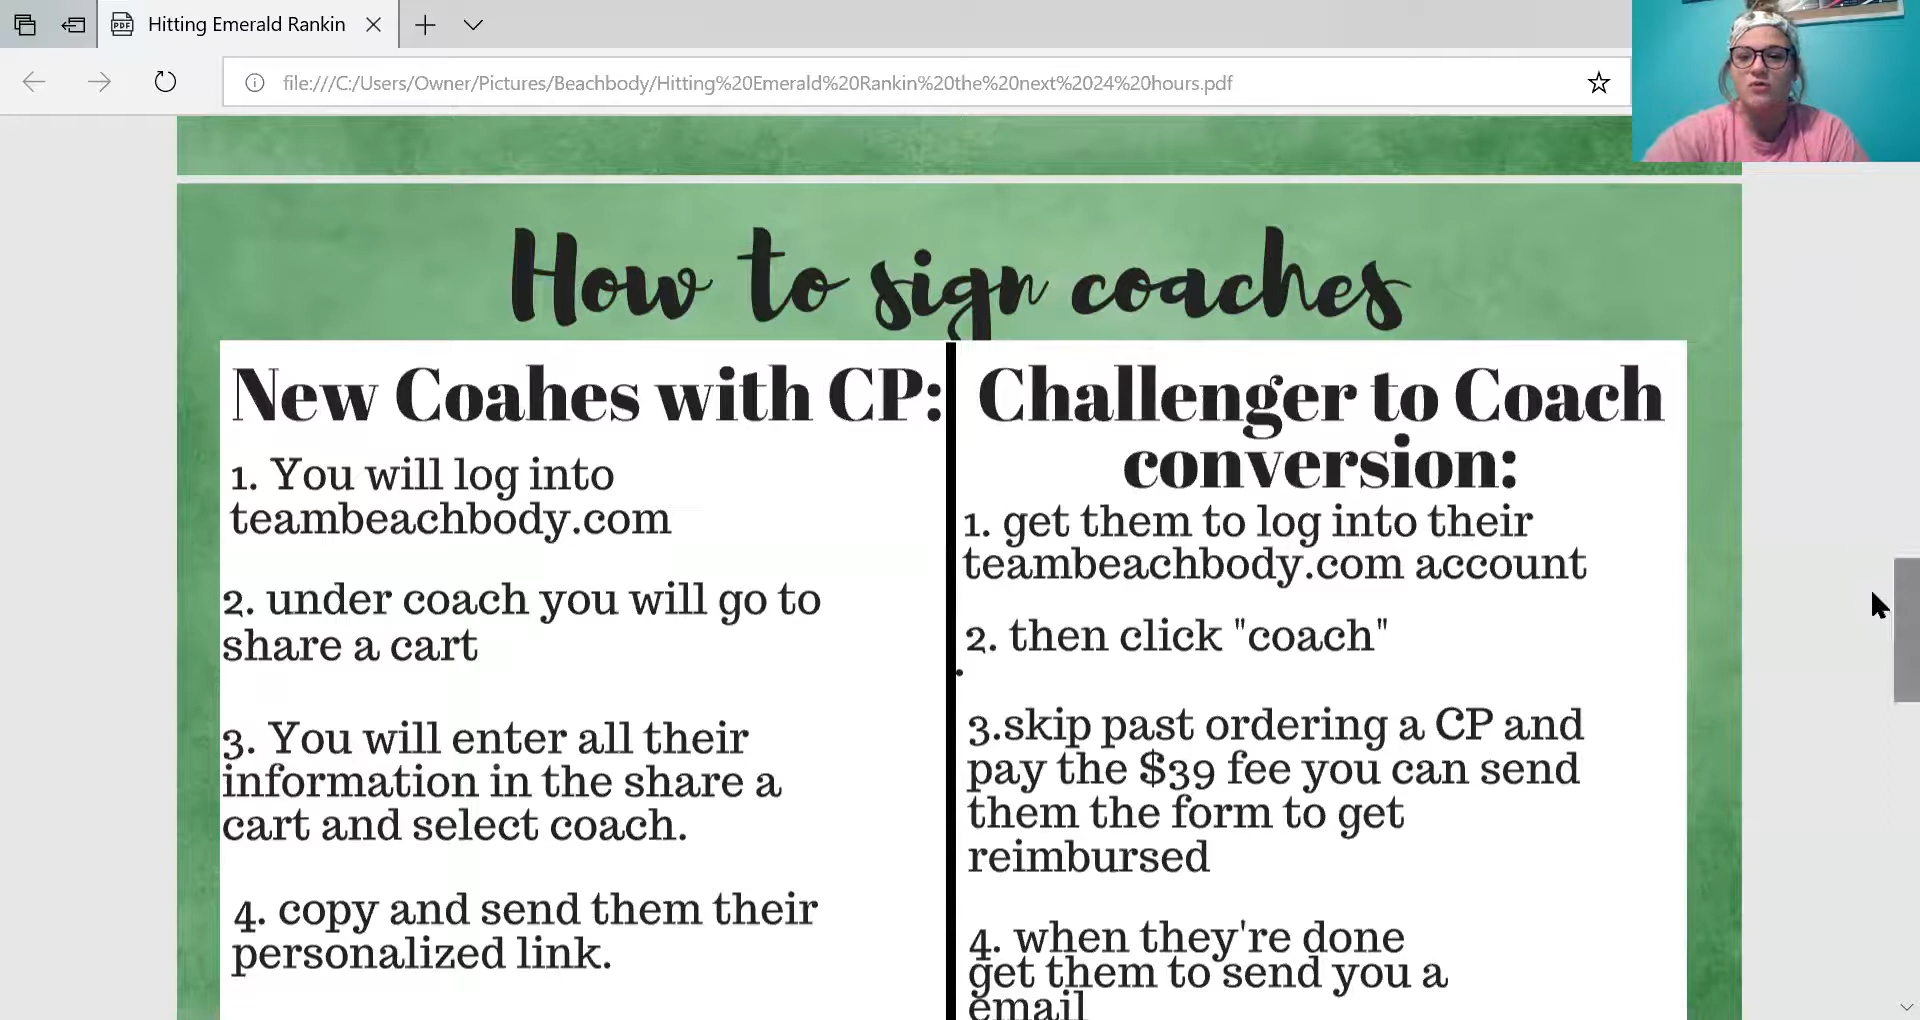 Hitting Emerald Rankin
file:///C:/Users/Owner/Pictures/Beachbody/Hitting%20Emerald%20Rankin%20the%20next%2024%20hours.pdf
How to sign coaches
New Coahes with CP:
1. You will log into
teambeachbody.com
2. under coach you will go to
share a cart
3. You will enter all their
information in the share a
cart and select coach.
4. copy and send them their
personalized link.
Challenger to Coach
conversion:
1. get them to log into their
teambeachbody.com account
2. then click "coach"
.
3.skip past ordering a CP and
pay the $39 fee you can send
them the form to get
reimbursed
4. when they're done
get them to send you a
email